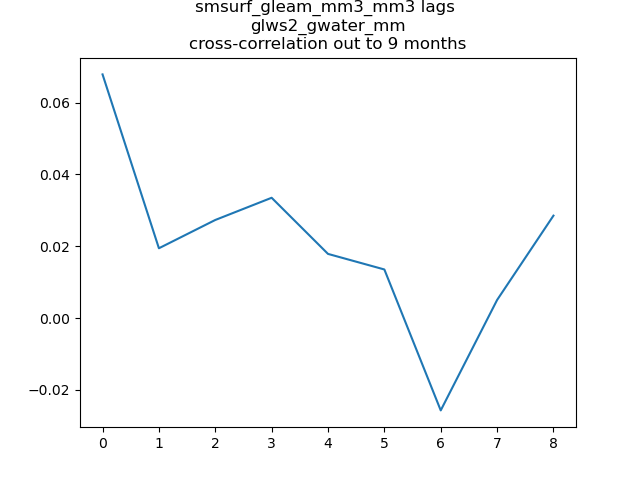 smsurf_gleam_mm3_mm3 lags
glws2_gwater_mm
cross-correlation out to 9 months
0.06
0.04
0.02
0.00
−0.02
0 1 2 3 4 5 6 7 8